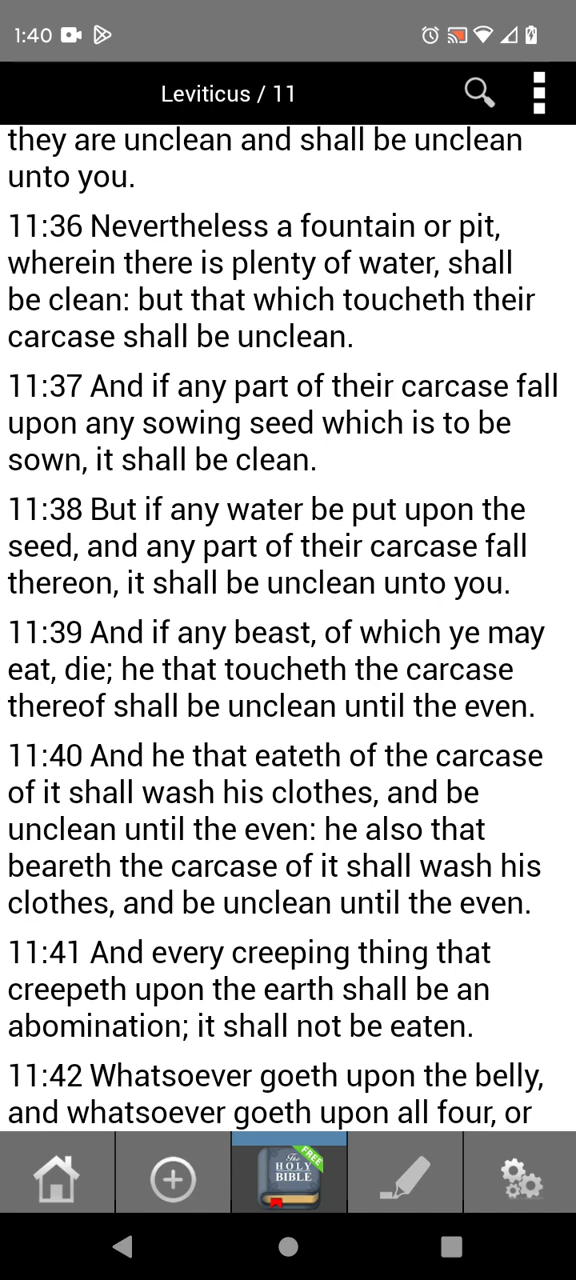 1:40
Leviticus / 11
they are unclean and shall be unclean
unto you.
11:36 Nevertheless a fountain or pit,
wherein there is plenty of water, shall
be clean: but that which toucheth their
carcase shall be unclean.
11:37 And if any part of their carcase fall
upon any sowing seed which is to be
sown, it shall be clean.
11:38 But if any water be put upon the
seed, and any part of their carcase fall
thereon, it shall be unclean unto you.
11:39 And if any beast, of which ye may
eat, die; he that toucheth the carcase
thereof shall be unclean until the even.
11:40 And he that eateth of the carcase
of it shall wash his clothes, and be
unclean until the even: he also that
beareth the carcase of it shall wash his
clothes, and be unclean until the even.
11:41 And every creeping thing that
creepeth upon the earth shall be an
abomination; it shall not be eaten.
11:42 Whatsoever goeth upon the belly,
and whatsoever goeth upon all four, or
FREE
The
HOLY
BIBLE